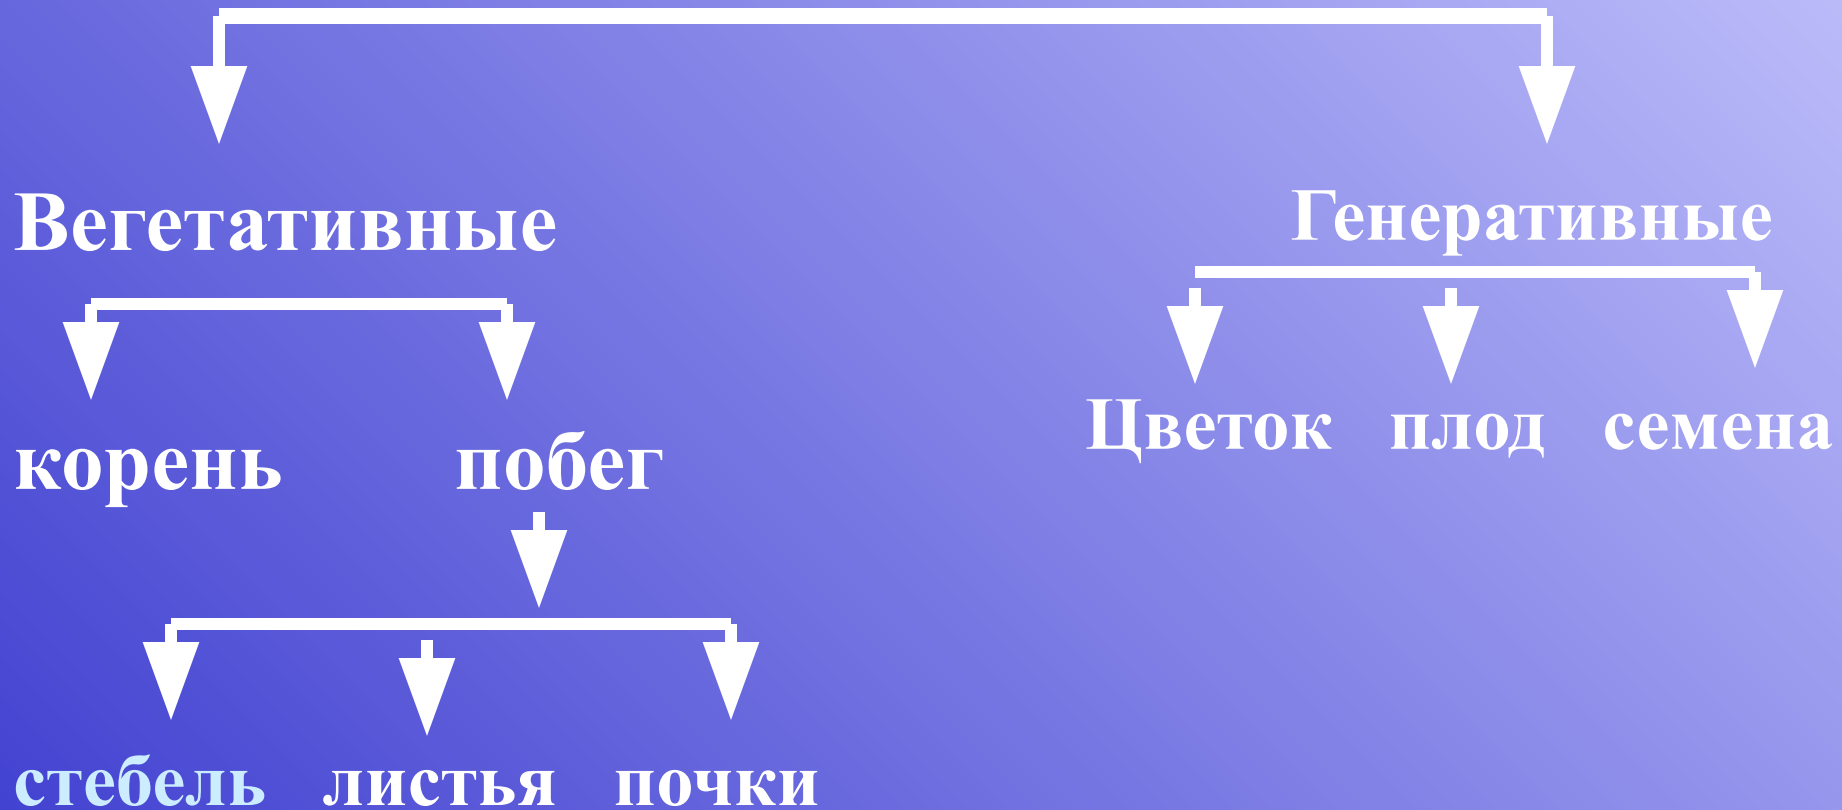 Вегетативные
Генеративные
корень побег
Цветок плод семена
стебель листья почки